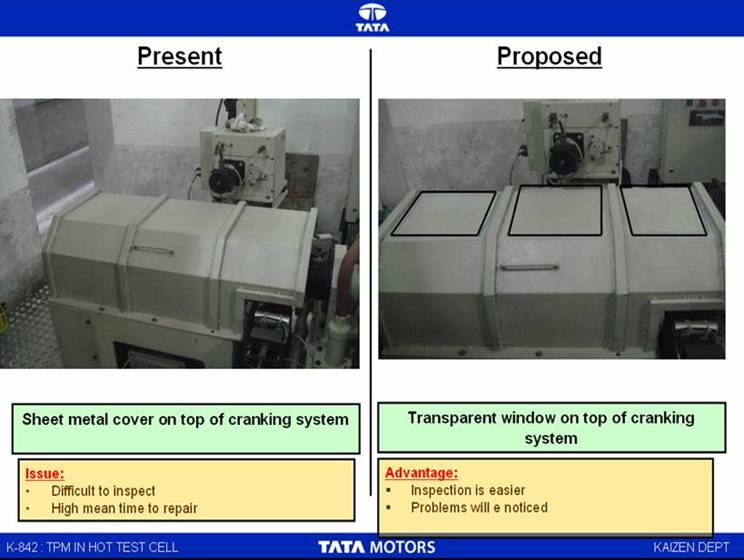 TATA
Present
Proposed
Sheet metal cover on top of cranking system
Transparent window on top of cranking
system
Issue:
• Difficult to inspect
• High mean time to repair
Advantage:
▪ Inspection is easier
▪ Problems will e noticed
K-842 : TPM IN HOT TEST CELL
TATA MOTORS
KAIZEN DEPT